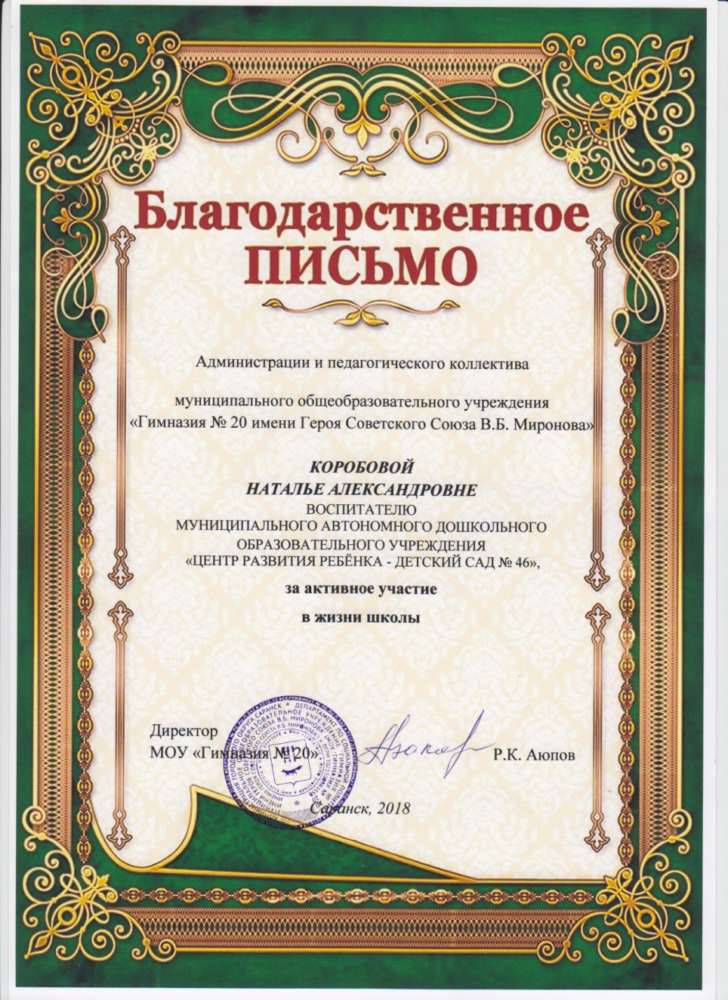 Благодарственное
ПИСЬМО
Администрации и педагогического коллектива
муниципального общеобразовательного учреждения
«Гимназия № 20 имени Героя Советского Союза В.Б. Миронова»
КОРОБОВОЙ
НАТАЛЬЕ АЛЕКСАНДРОВНЕ
ВОСПИТАТЕЛЮ
МУНИЦИПАЛЬНОГО АВТОНОМНОГО ДОШКОЛЬНОГО
ОБРАЗОВАТЕЛЬНОГО УЧРЕЖДЕНИЯ
«ЦЕНТР РАЗВИТИЯ РЕБЁНКА - ДЕТСКИЙ САД № 46»,
за активное участие
в жизни школы
Директор
МОУ «Гимназия № 20»
Р.К. Аюпов
Саранск, 2018